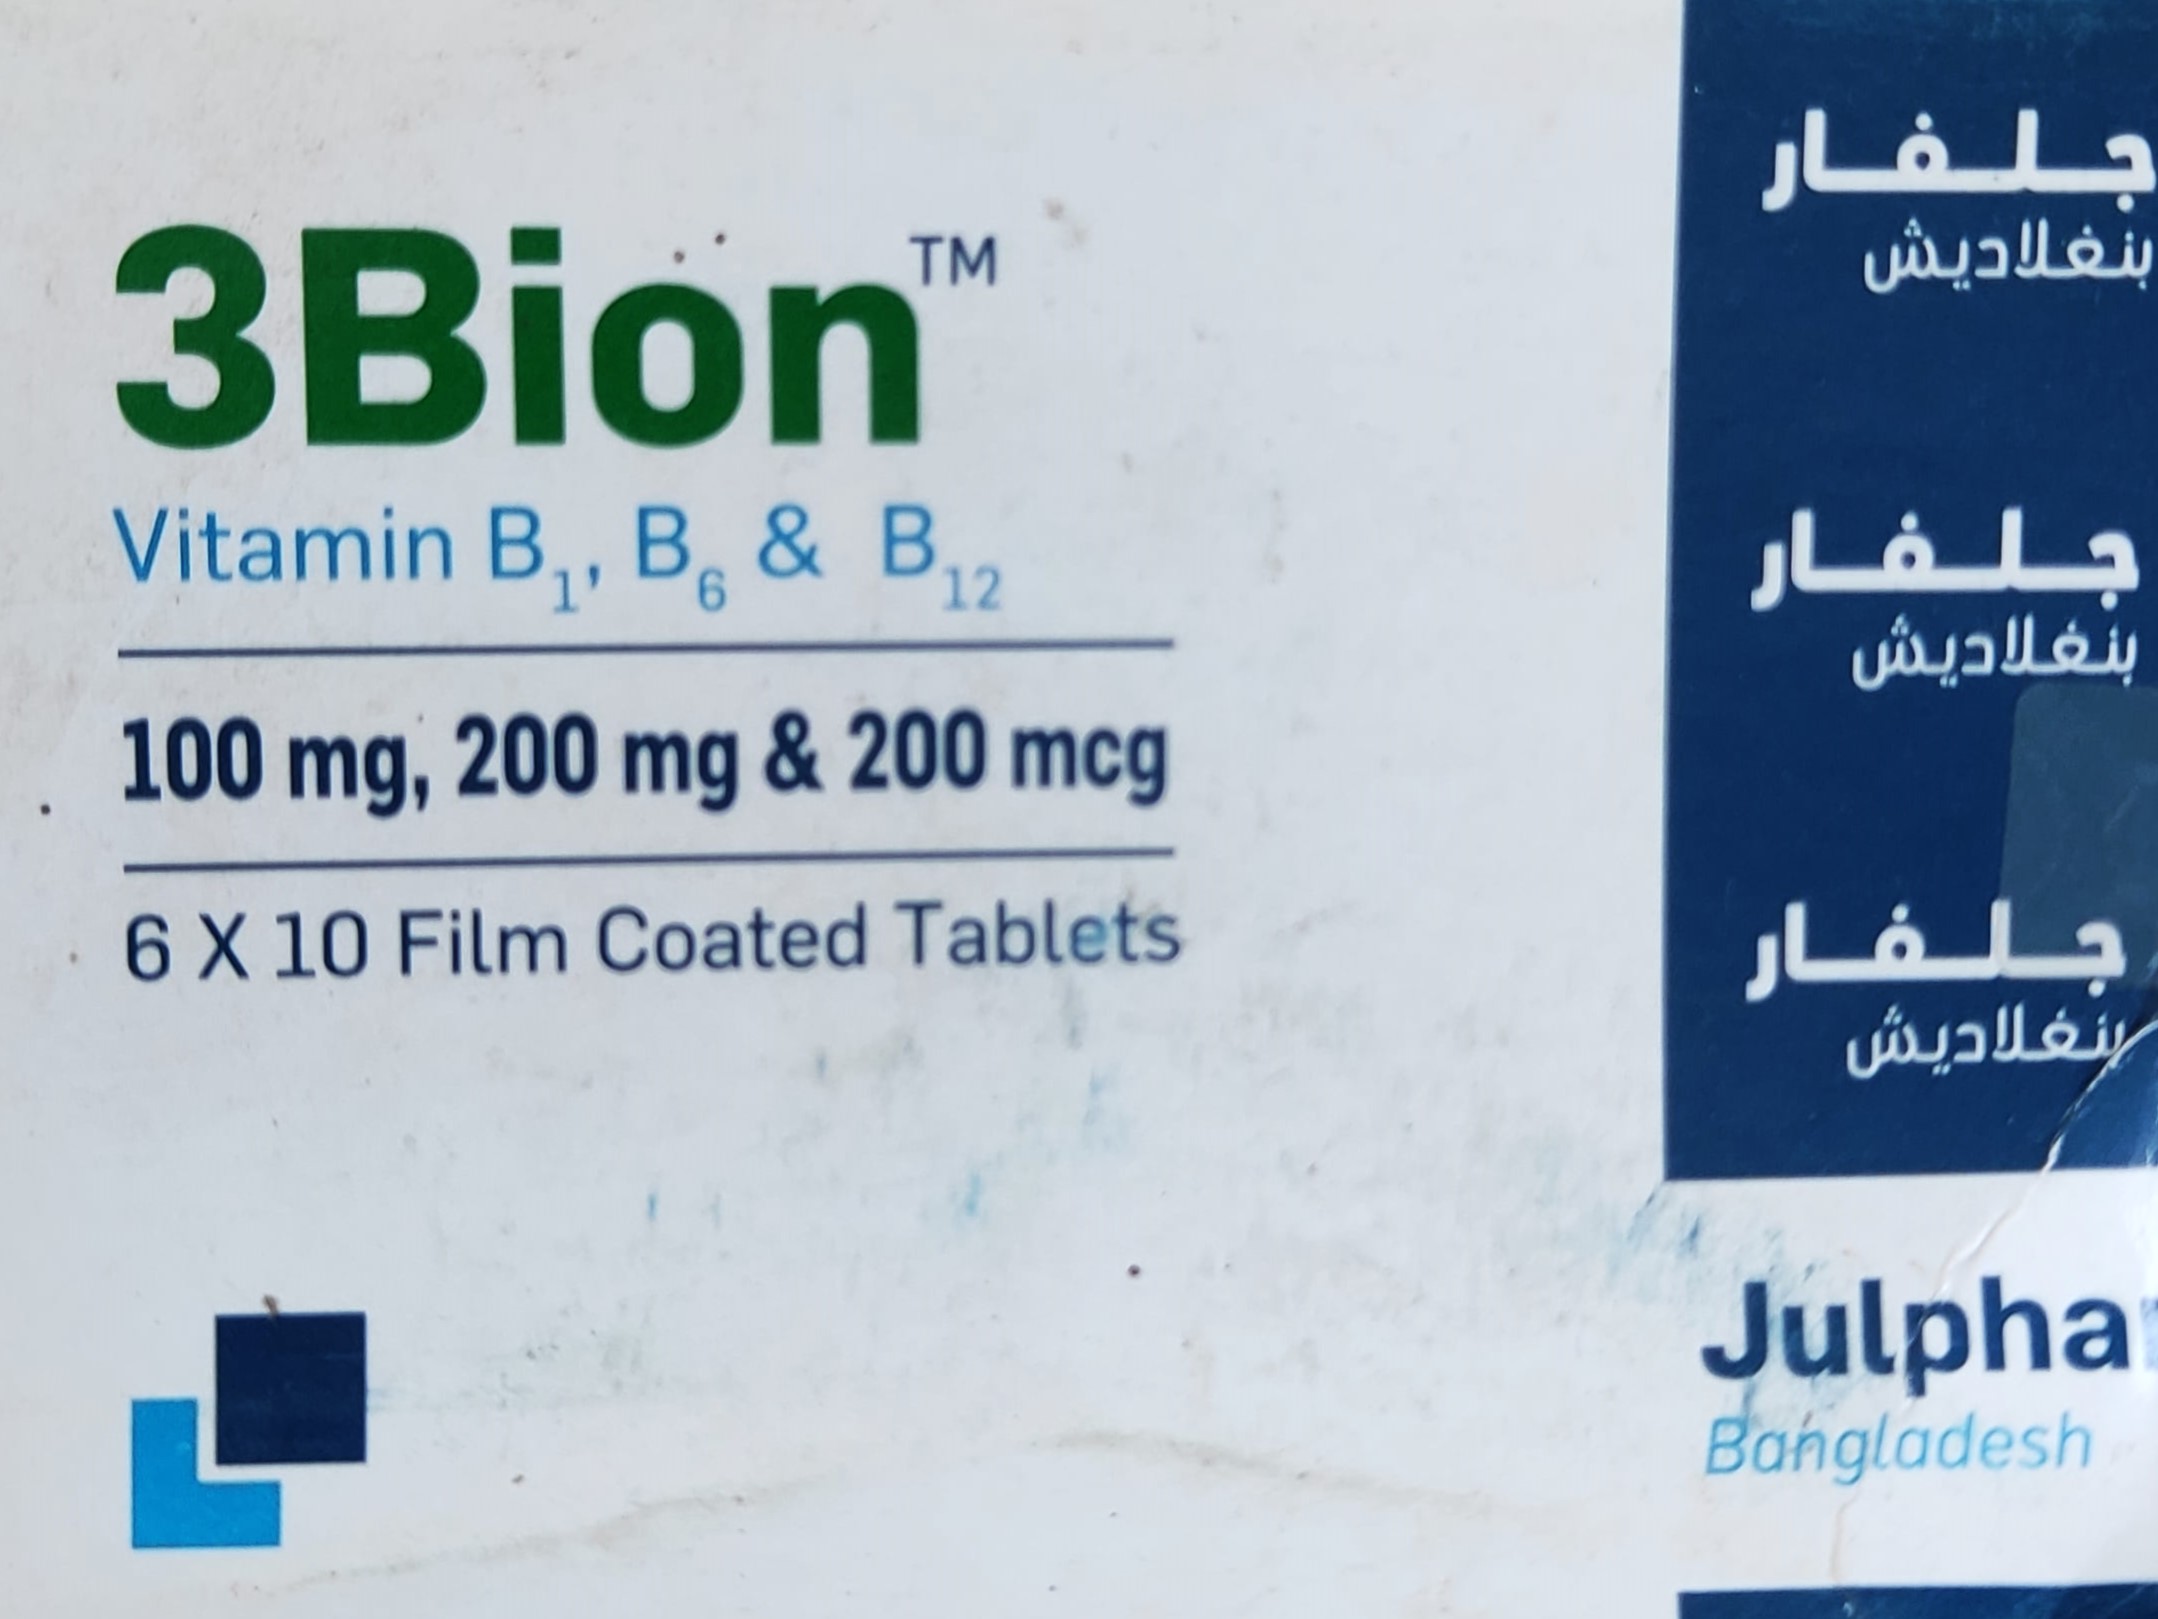 3Bion™
Vitamin B₁, B₆ & B₁₂
100 mg, 200 mg & 200 mcg
6 X 10 Film Coated Tablets
جلفار
بنغلاديش
جلفار
بنغلاديش
جلفار
بنغلاديش
Julphar
Bangladesh